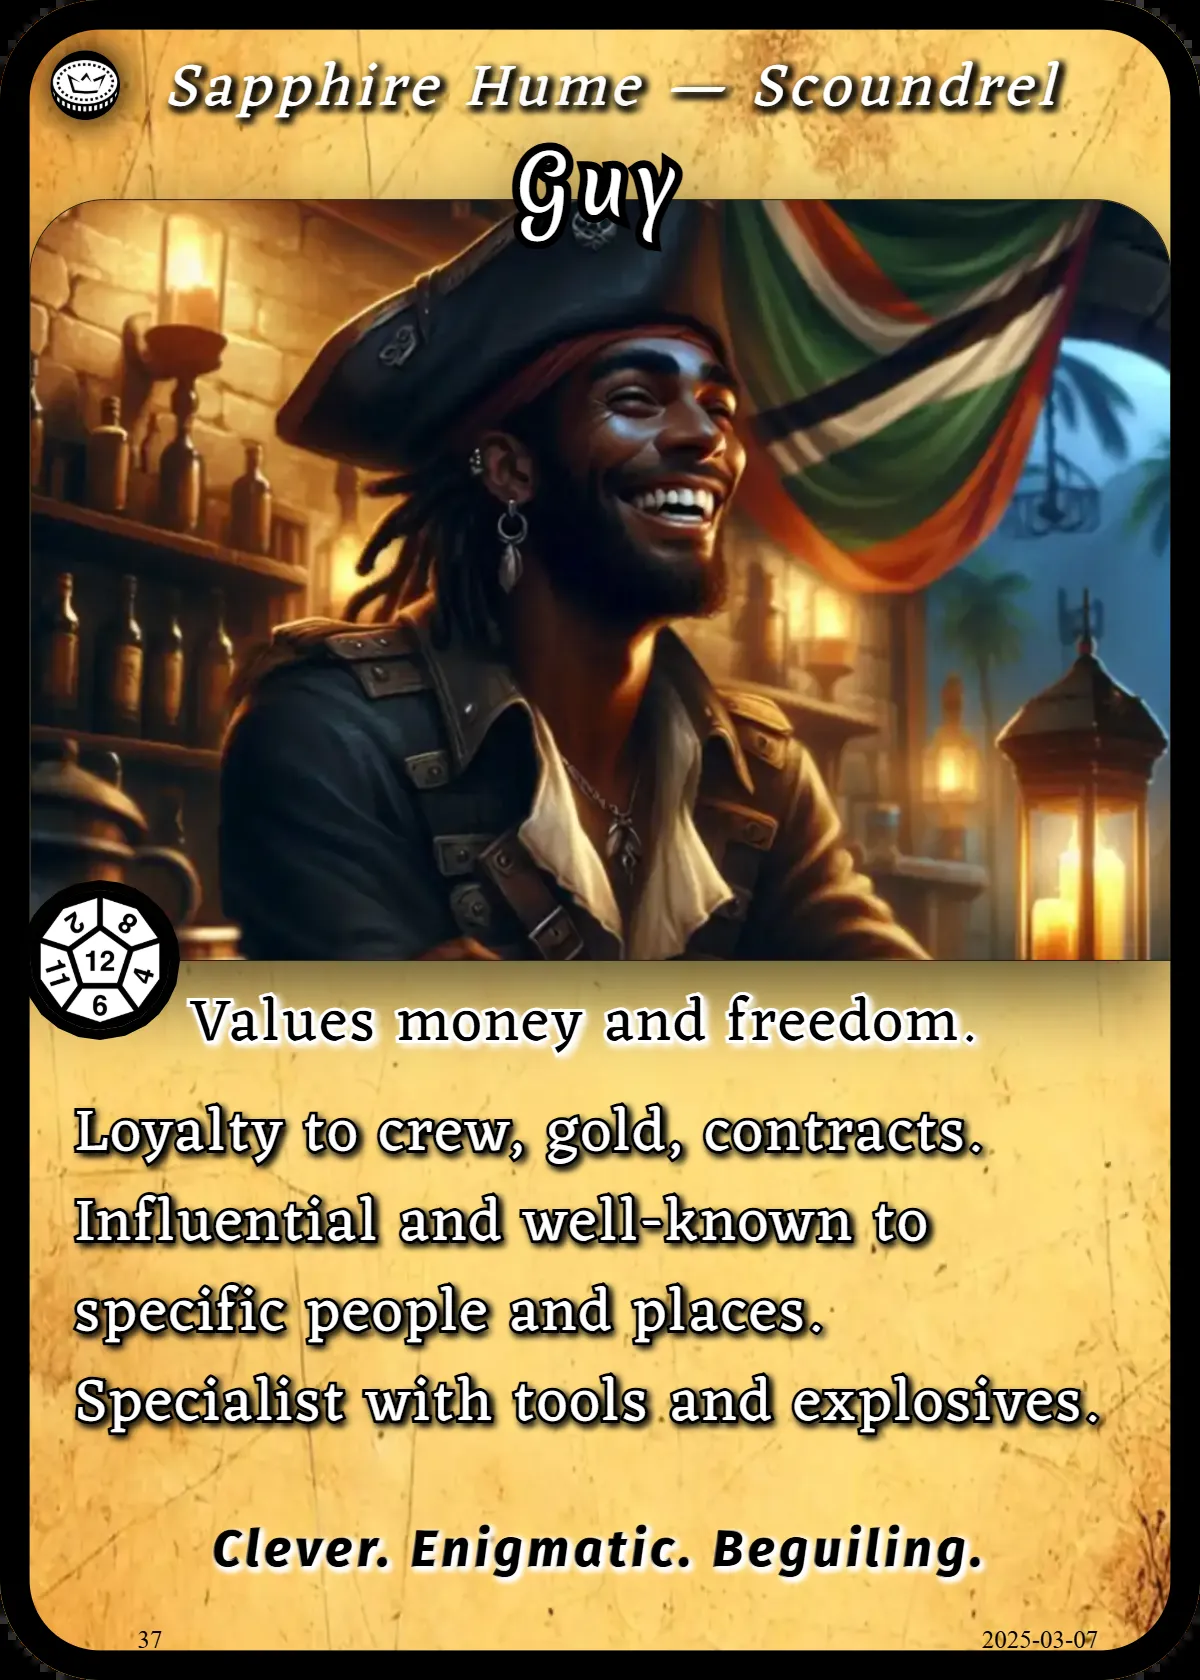 Sapphire Hume — Scoundrel
Guy
2 8
11 12 4
6
Values money and freedom.
Loyalty to crew, gold, contracts.
Influential and well-known to
specific people and places.
Specialist with tools and explosives.
Clever. Enigmatic. Beguiling.
37 2025-03-07